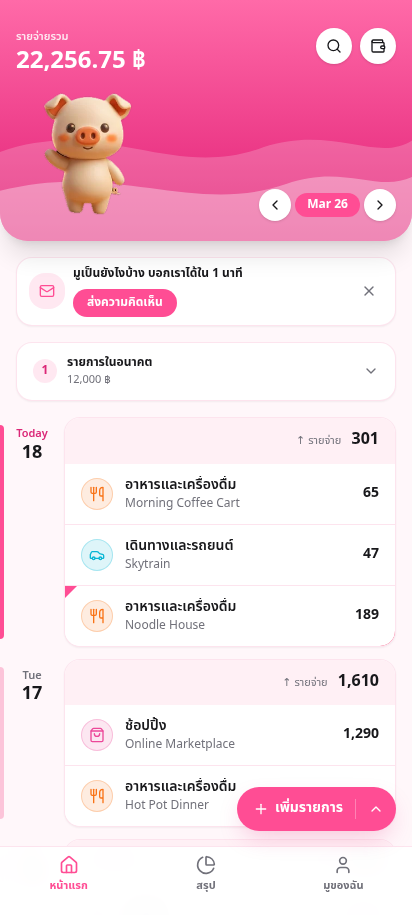 รายจ่ายรวม
22,256.75 ฿
Mar 26
มูเป็นยังไงบ้าง บอกเราได้ใน 1 นาที
ส่งความคิดเห็น
1
รายการในอนาคต
12,000 ฿
Today
18
↑ รายจ่าย 301
อาหารและเครื่องดื่ม
Morning Coffee Cart
65
เดินทางและรถยนต์
Skytrain
47
อาหารและเครื่องดื่ม
Noodle House
189
Tue
17
↑ รายจ่าย 1,610
ช้อปปิ้ง
Online Marketplace
1,290
อาหารและเครื่องดื่ม
Hot Pot Dinner
เพิ่มรายการ
หน้าแรก
สรุป
มูของฉัน